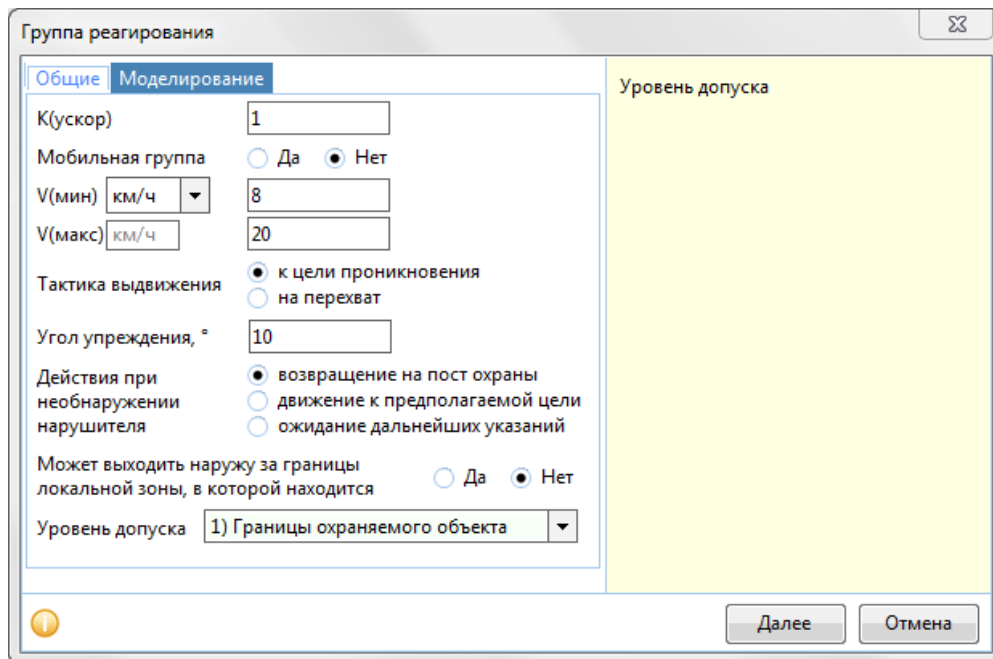 Группа реагирования
Общие Моделирование
Уровень допуска
К(ускор) 1
Мобильная группа Да Нет
V(мин) км/ч 8
V(макс) км/ч 20
Тактика выдвижения
к цели проникновения
на перехват
Угол упреждения, ° 10
Действия при
необнаружении
нарушителя
возвращение на пост охраны
движение к предполагаемой цели
ожидание дальнейших указаний
Может выходить наружу за границы
локальной зоны, в которой находится
Да Нет
Уровень допуска 1) Границы охраняемого объекта
Далее Отмена